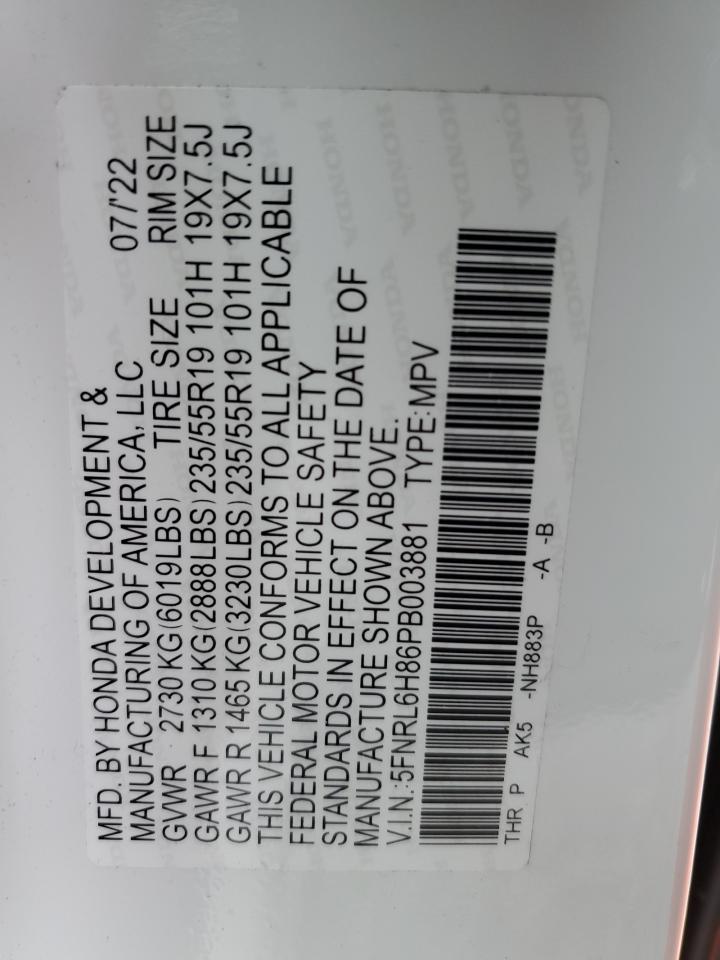 MFD. BY HONDA DEVELOPMENT &
MANUFACTURING OF AMERICA, LLC 07/'22
GVWR 2730 KG(6019LBS) TIRE SIZE RIM SIZE
GAWR F 1310 KG(2888LBS) 235/55R19 101H 19X7.5J
GAWR R 1465 KG(3230LBS) 235/55R19 101H 19X7.5J
THIS VEHICLE CONFORMS TO ALL APPLICABLE
FEDERAL MOTOR VEHICLE SAFETY
STANDARDS IN EFFECT ON THE DATE OF
MANUFACTURE SHOWN ABOVE.
V.I.N.:5FNRL6H86PB003881 TYPE:MPV
THR P AK5 -NH883P -A -B